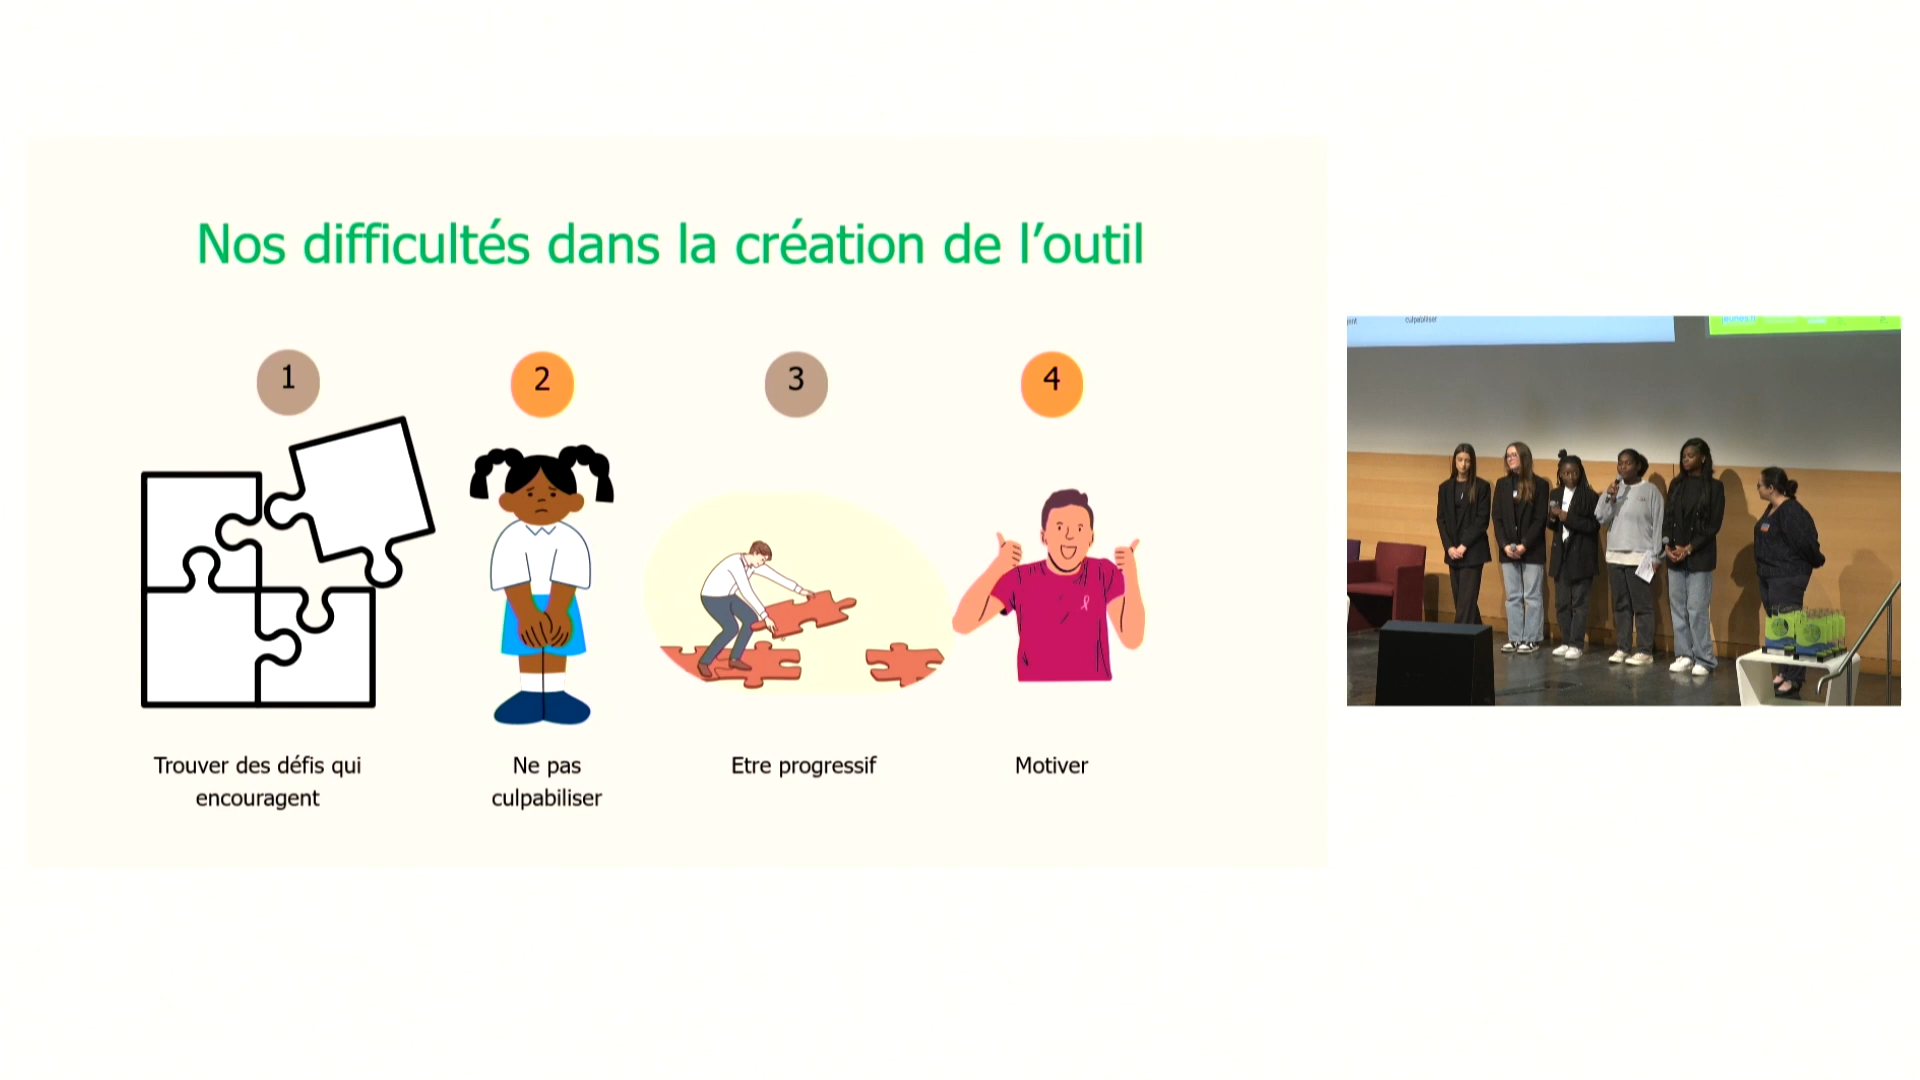 Nos difficultés dans la création de l’outil
1
2
3
4
Trouver des défis qui
encouragent
Ne pas
culpabiliser
Etre progressif
Motiver
culpabiliser